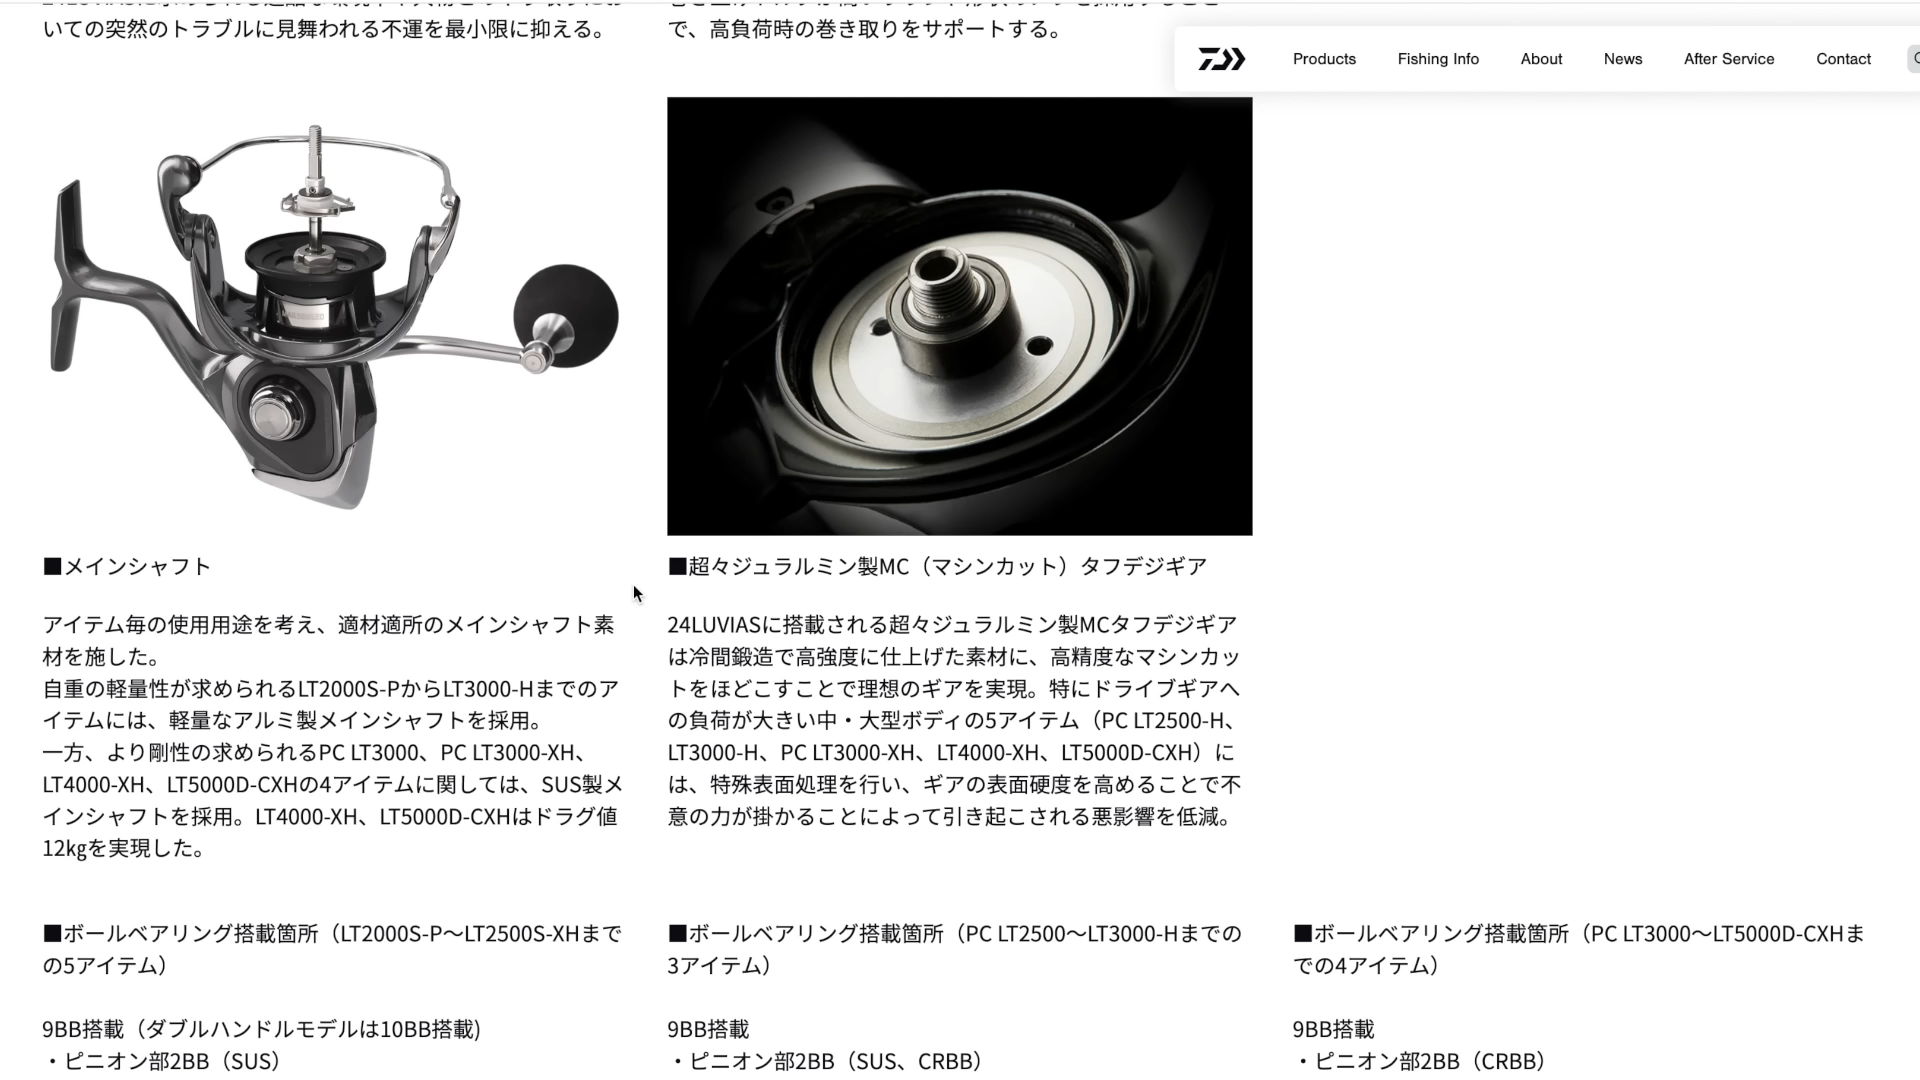 いての突然のトラブルに見舞われる不運を最小限に抑える。
で、高負荷時の巻き取りをサポートする。
Products
Fishing Info
About
News
After Service
Contact
■メインシャフト
アイテム毎の使用用途を考え、適材適所のメインシャフト素
材を施した。
自重の軽量性が求められるLT2000S-PからLT3000-Hまでのア
イテムには、軽量なアルミ製メインシャフトを採用。
一方、より剛性の求められるPC LT3000、PC LT3000-XH、
LT4000-XH、LT5000D-CXHの4アイテムに関しては、SUS製メ
インシャフトを採用。LT4000-XH、LT5000D-CXHはドラグ値
12kgを実現した。
■超々ジュラルミン製MC（マシンカット）タフデジギア
24LUVIASに搭載される超々ジュラルミン製MCタフデジギア
は冷間鍛造で高強度に仕上げた素材に、高精度なマシンカッ
トをほどこすことで理想のギアを実現。特にドライブギアへ
の負荷が大きい中・大型ボディの5アイテム（PC LT2500-H、
LT3000-H、PC LT3000-XH、LT4000-XH、LT5000D-CXH）に
は、特殊表面処理を行い、ギアの表面硬度を高めることで不
意の力が掛かることによって引き起こされる悪影響を低減。
■ボールベアリング搭載箇所（LT2000S-P～LT2500S-XHまで
の5アイテム）
9BB搭載（ダブルハンドルモデルは10BB搭載)
・ピニオン部2BB（SUS）
■ボールベアリング搭載箇所（PC LT2500～LT3000-Hまでの
3アイテム）
9BB搭載
・ピニオン部2BB（SUS、CRBB）
■ボールベアリング搭載箇所（PC LT3000～LT5000D-CXHま
での4アイテム）
9BB搭載
・ピニオン部2BB（CRBB）